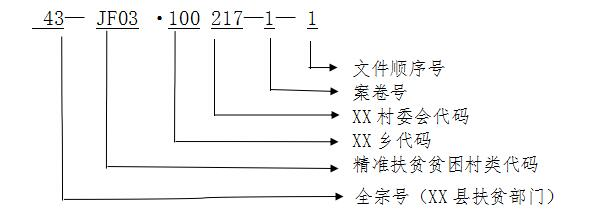 43— JF03 ·100 217—1— 1
文件顺序号
案卷号
XX村委会代码
XX乡代码
精准扶贫贫困村类代码
全宗号（XX县扶贫部门）